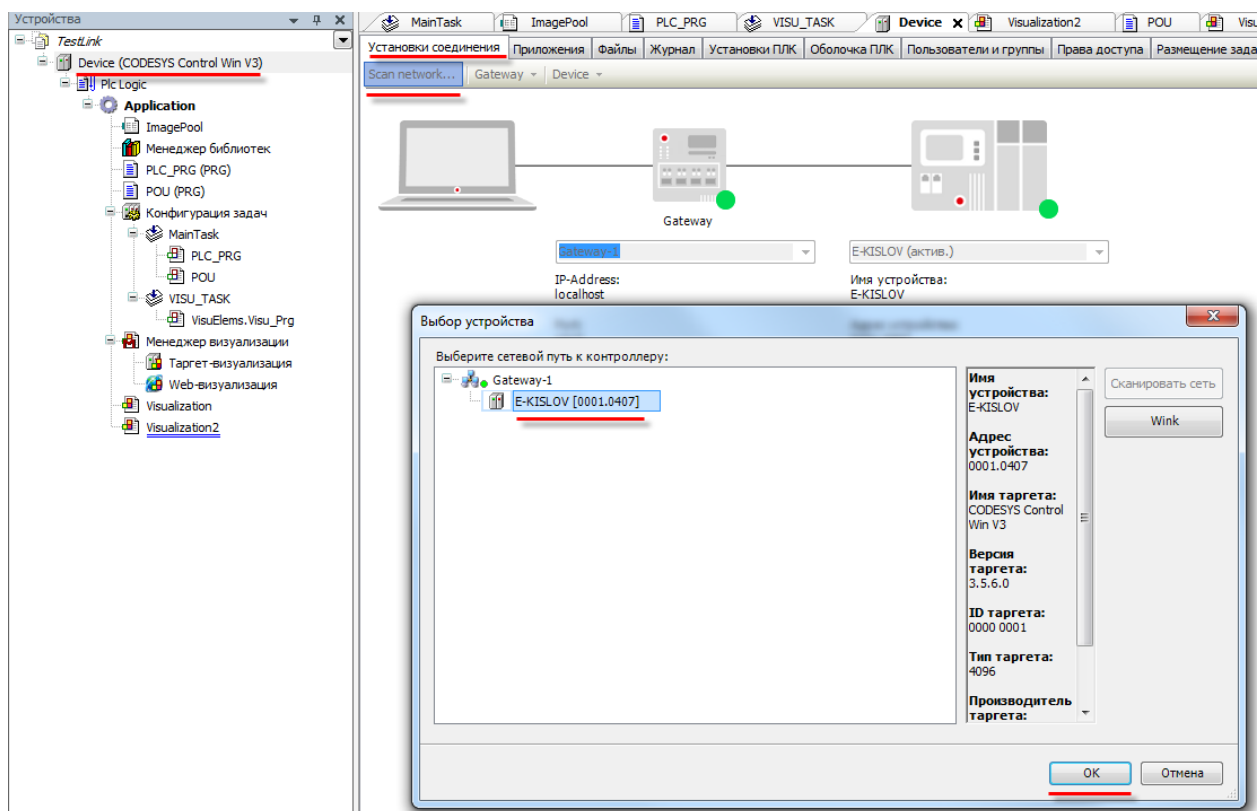 Устройства
TestLink
Device (CODESYS Control Win V3)
Plc Logic
Application
ImagePool
Менеджер библиотек
PLC_PRG (PRG)
POU (PRG)
Конфигурация задач
MainTask
PLC_PRG
POU
VISU_TASK
VisuElems.Visu_Prg
Менеджер визуализации
Таргет-визуализация
Web-визуализация
Visualization
Visualization2
MainTask ImagePool PLC_PRG VISU_TASK Device Visualization2 POU
Установки соединения Приложения Файлы Журнал Установки ПЛК Оболочка ПЛК Пользователи и группы Права доступа Размещение
Scan network... Gateway Device
Gateway
Gateway-1 E-KISLOV (актив.)
IP-Address: Имя устройства:
localhost E-KISLOV
Выбор устройства
Выберите сетевой путь к контроллеру:
Gateway-1
E-KISLOV [0001.0407]
Имя
устройства:
E-KISLOV
Адрес
устройства:
0001.0407
Имя таргета:
CODESYS Control
Win V3
Версия
таргета:
3.5.6.0
ID таргета:
0000 0001
Тип таргета:
4096
Производитель
таргета:
Сканировать сеть
Wink
OK Отмена